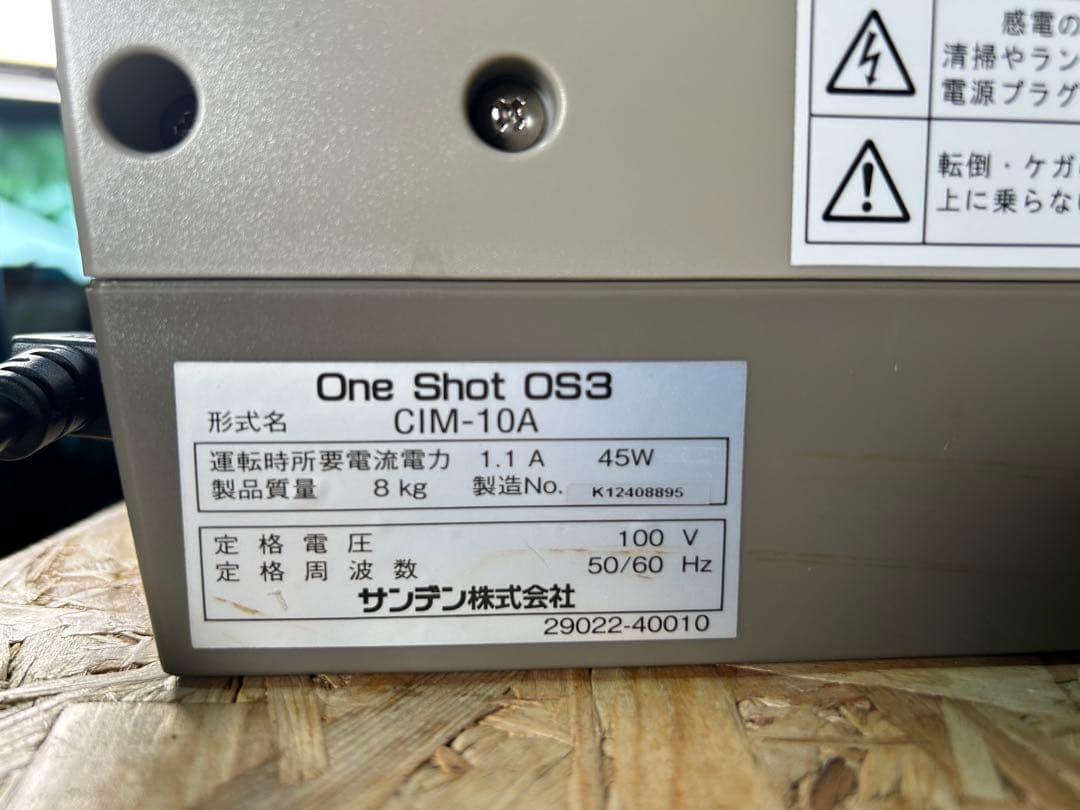 感電の
清掃やラン
電源プラグ
転倒・ケガ
上に乗らない
One Shot OS3
形式名 CIM-10A
運転時所要電流電力 1.1 A 45W
製品質量 8 kg 製造No. K12408895
定格電圧 100 V
定格周波数 50/60 Hz
サンデン株式会社
29022-40010